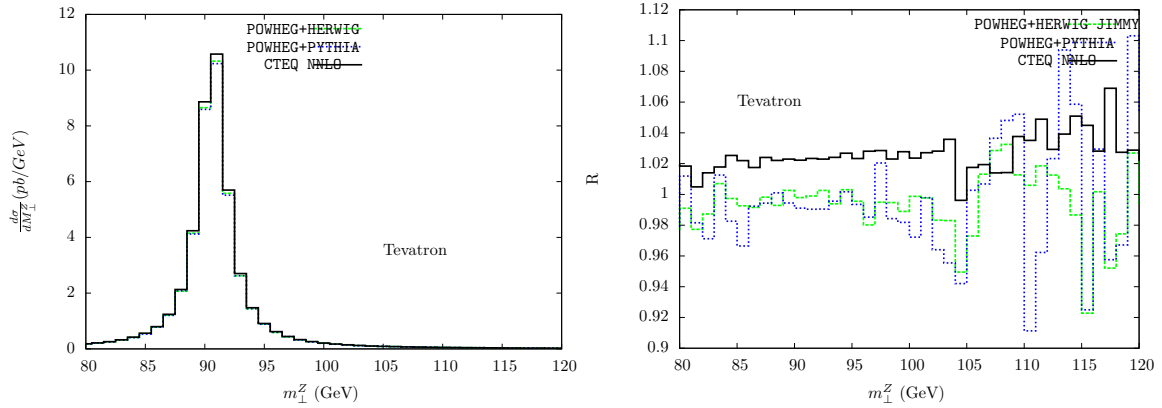 12
10
8
6
4
2
0
dσ/dM⊥^Z (pb/GeV)
POWHEG+HERWIG
POWHEG+PYTHIA
CTEQ NNLO
Tevatron
80 85 90 95 100 105 110 115 120
m⊥^Z (GeV)
1.12
1.1
1.08
1.06
1.04
1.02
1
0.98
0.96
0.94
0.92
0.9
R
POWHEG+HERWIG JIMMY
POWHEG+PYTHIA
CTEQ NNLO
Tevatron
80 85 90 95 100 105 110 115 120
m⊥^Z (GeV)